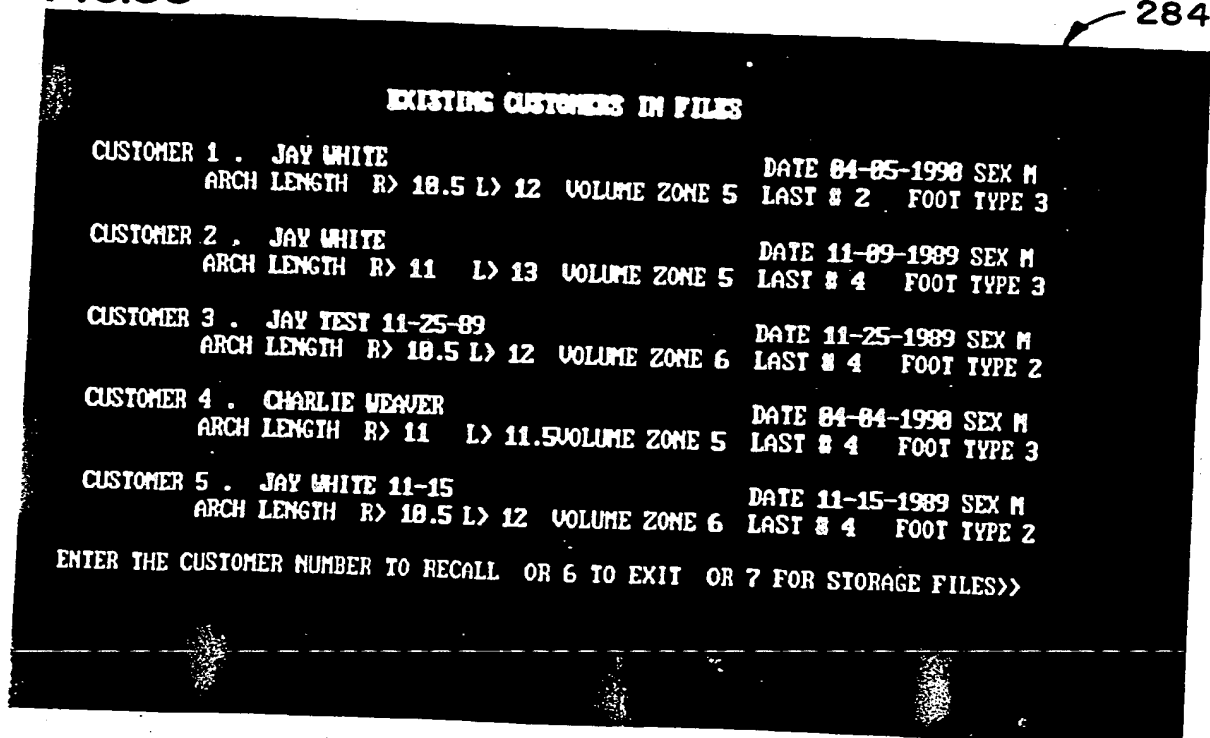 284
EXISTING CUSTOMERS IN FILES
CUSTOMER 1 . JAY WHITE DATE 04-05-1990 SEX M
ARCH LENGTH R> 10.5 L> 12 VOLUME ZONE 5 LAST # 2 FOOT TYPE 3
CUSTOMER 2 . JAY WHITE DATE 11-09-1989 SEX M
ARCH LENGTH R> 11 L> 13 VOLUME ZONE 5 LAST # 4 FOOT TYPE 3
CUSTOMER 3 . JAY TEST 11-25-89 DATE 11-25-1989 SEX M
ARCH LENGTH R> 10.5 L> 12 VOLUME ZONE 6 LAST # 4 FOOT TYPE 2
CUSTOMER 4 . CHARLIE WEAVER DATE 04-04-1990 SEX M
ARCH LENGTH R> 11 L> 11.5VOLUME ZONE 5 LAST # 4 FOOT TYPE 3
CUSTOMER 5 . JAY WHITE 11-15 DATE 11-15-1989 SEX M
ARCH LENGTH R> 10.5 L> 12 VOLUME ZONE 6 LAST # 4 FOOT TYPE 2
ENTER THE CUSTOMER NUMBER TO RECALL OR 6 TO EXIT OR 7 FOR STORAGE FILES>>